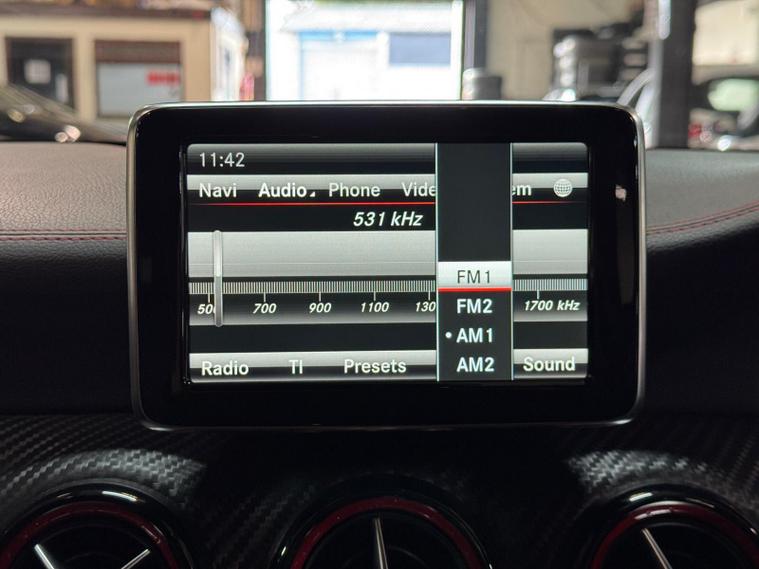 11:42
Navi Audio Phone Vide em
531 kHz
500 700 900 1100 130 1700 kHz
FM1
FM2
AM1
AM2
Radio TI Presets Sound